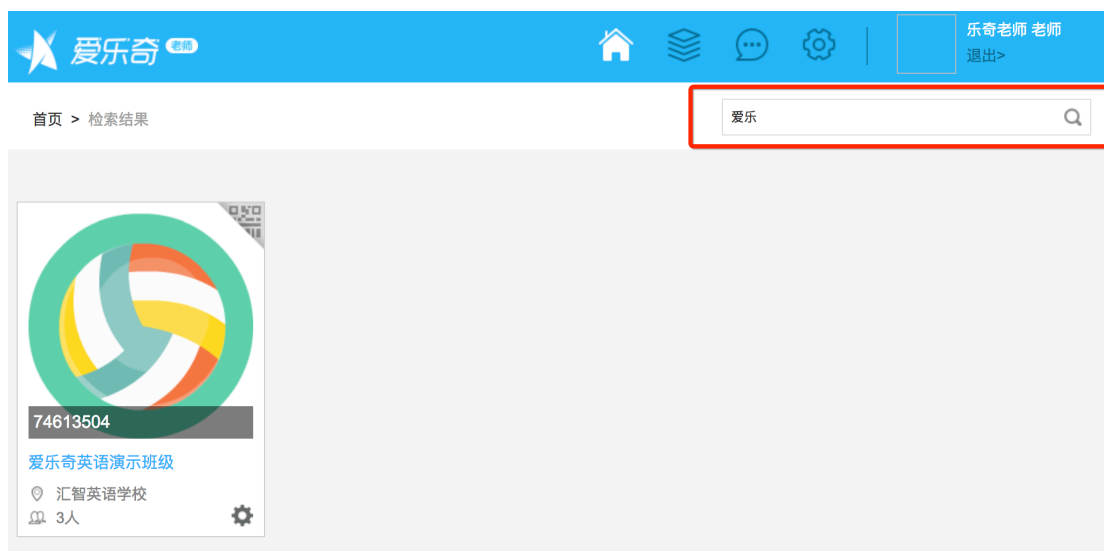 爱乐奇 老师
乐奇老师 老师
退出>
首页 > 检索结果
爱乐
74613504
爱乐奇英语演示班级
汇智英语学校
3人